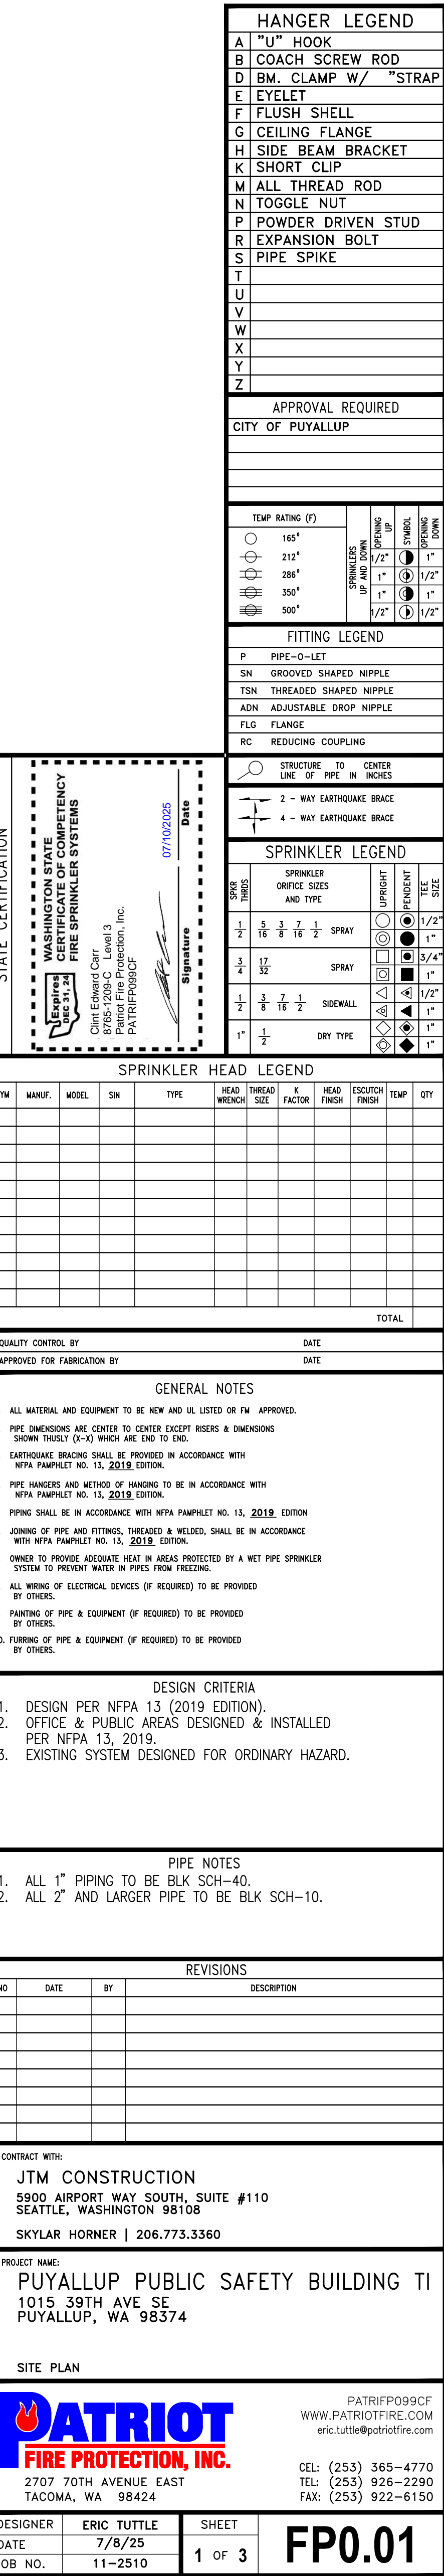 HANGER LEGEND
A "U" HOOK
B COACH SCREW ROD
D BM. CLAMP W/ "STRAP
E EYELET
F FLUSH SHELL
G CEILING FLANGE
H SIDE BEAM BRACKET
K SHORT CLIP
M ALL THREAD ROD
N TOGGLE NUT
P POWDER DRIVEN STUD
R EXPANSION BOLT
S PIPE SPIKE
T
U
V
W
X
Y
Z
APPROVAL REQUIRED
CITY OF PUYALLUP
TEMP RATING (F)
165°
212°
286°
350°
500°
SPRINKLERS
UP AND DOWN
OPENING UP
SYMBOL
OPENING DOWN
1/2" 1"
1" 1/2"
1" 1"
1/2" 1/2"
FITTING LEGEND
P PIPE-O-LET
SN GROOVED SHAPED NIPPLE
TSN THREADED SHAPED NIPPLE
ADN ADJUSTABLE DROP NIPPLE
FLG FLANGE
RC REDUCING COUPLING
STRUCTURE TO CENTER
LINE OF PIPE IN INCHES
2 - WAY EARTHQUAKE BRACE
4 - WAY EARTHQUAKE BRACE
STATE CERTIFICATION
Expires
DEC 31, 24
WASHINGTON STATE
CERTIFICATE OF COMPETENCY
FIRE SPRINKLER SYSTEMS
Clint Edward Carr
8765-1209-C Level 3
Patriot Fire Protection, Inc.
PATRIFP099CF
07/10/2025
Signature Date
SPRINKLER LEGEND
SPKR THRDS
SPRINKLER
ORIFICE SIZES
AND TYPE
UPRIGHT
PENDENT
TEE SIZE
1/2 5/16 3/8 7/16 1/2 SPRAY 1/2"
1"
3/4 17/32 SPRAY 3/4"
1"
1/2 3/8 7/16 1/2 SIDEWALL 1/2"
1"
1" 1/2 DRY TYPE 1"
1"
SPRINKLER HEAD LEGEND
YM MANUF. MODEL SIN TYPE HEAD WRENCH THREAD SIZE K FACTOR HEAD FINISH ESCUTCH FINISH TEMP QTY
TOTAL
QUALITY CONTROL BY DATE
APPROVED FOR FABRICATION BY DATE
GENERAL NOTES
ALL MATERIAL AND EQUIPMENT TO BE NEW AND UL LISTED OR FM APPROVED.
PIPE DIMENSIONS ARE CENTER TO CENTER EXCEPT RISERS & DIMENSIONS
SHOWN THUSLY (X-X) WHICH ARE END TO END.
EARTHQUAKE BRACING SHALL BE PROVIDED IN ACCORDANCE WITH
NFPA PAMPHLET NO. 13, 2019 EDITION.
PIPE HANGERS AND METHOD OF HANGING TO BE IN ACCORDANCE WITH
NFPA PAMPHLET NO. 13, 2019 EDITION.
PIPING SHALL BE IN ACCORDANCE WITH NFPA PAMPHLET NO. 13, 2019 EDITION
JOINING OF PIPE AND FITTINGS, THREADED & WELDED, SHALL BE IN ACCORDANCE
WITH NFPA PAMPHLET NO. 13, 2019 EDITION.
OWNER TO PROVIDE ADEQUATE HEAT IN AREAS PROTECTED BY A WET PIPE SPRINKLER
SYSTEM TO PREVENT WATER IN PIPES FROM FREEZING.
ALL WIRING OF ELECTRICAL DEVICES (IF REQUIRED) TO BE PROVIDED
BY OTHERS.
PAINTING OF PIPE & EQUIPMENT (IF REQUIRED) TO BE PROVIDED
BY OTHERS.
0. FURRING OF PIPE & EQUIPMENT (IF REQUIRED) TO BE PROVIDED
BY OTHERS.
DESIGN CRITERIA
1. DESIGN PER NFPA 13 (2019 EDITION).
2. OFFICE & PUBLIC AREAS DESIGNED & INSTALLED
PER NFPA 13, 2019.
3. EXISTING SYSTEM DESIGNED FOR ORDINARY HAZARD.
PIPE NOTES
1. ALL 1" PIPING TO BE BLK SCH-40.
2. ALL 2" AND LARGER PIPE TO BE BLK SCH-10.
REVISIONS
NO DATE BY DESCRIPTION
CONTRACT WITH:
JTM CONSTRUCTION
5900 AIRPORT WAY SOUTH, SUITE #110
SEATTLE, WASHINGTON 98108
SKYLAR HORNER | 206.773.3360
PROJECT NAME:
PUYALLUP PUBLIC SAFETY BUILDING TI
1015 39TH AVE SE
PUYALLUP, WA 98374
SITE PLAN
PATRIOT
FIRE PROTECTION, INC.
2707 70TH AVENUE EAST
TACOMA, WA 98424
PATRIFP099CF
WWW.PATRIOTFIRE.COM
eric.tuttle@patriotfire.com
CEL: (253) 365-4770
TEL: (253) 926-2290
FAX: (253) 922-6150
DESIGNER ERIC TUTTLE
DATE 7/8/25
OB NO. 11-2510
SHEET
1 OF 3
FP0.01